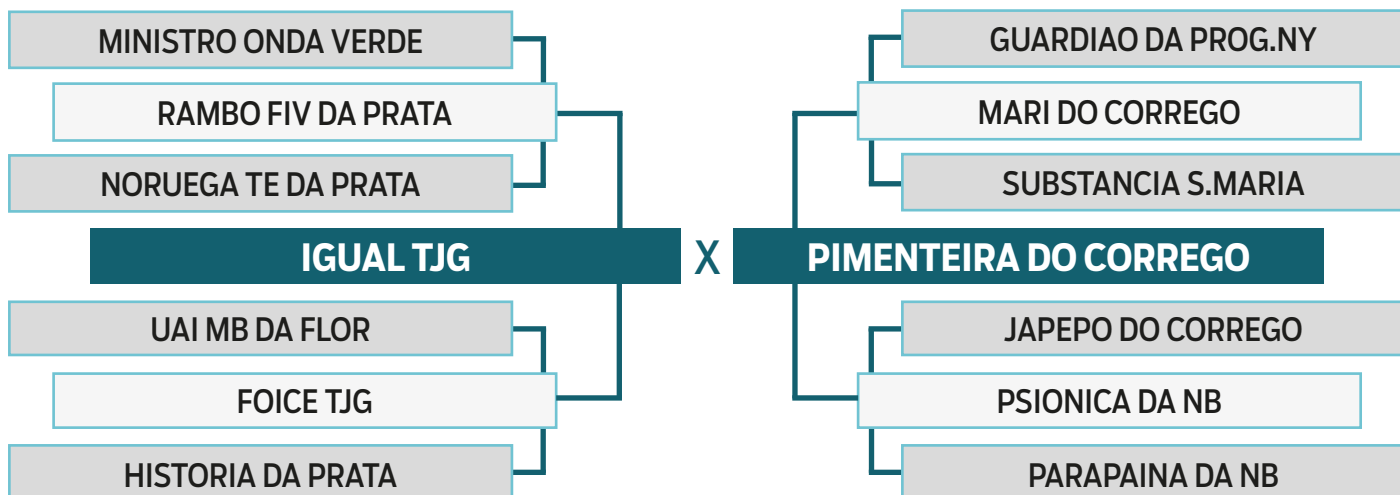 MINISTRO ONDA VERDE
RAMBO FIV DA PRATA
NORUEGA TE DA PRATA
IGUAL TJG
UAI MB DA FLOR
FOICE TJG
HISTORIA DA PRATA
X
GUARDIAO DA PROG.NY
MARI DO CORREGO
SUBSTANCIA S.MARIA
PIMENTEIRA DO CORREGO
JAPEPO DO CORREGO
PSIONICA DA NB
PARAPAINA DA NB